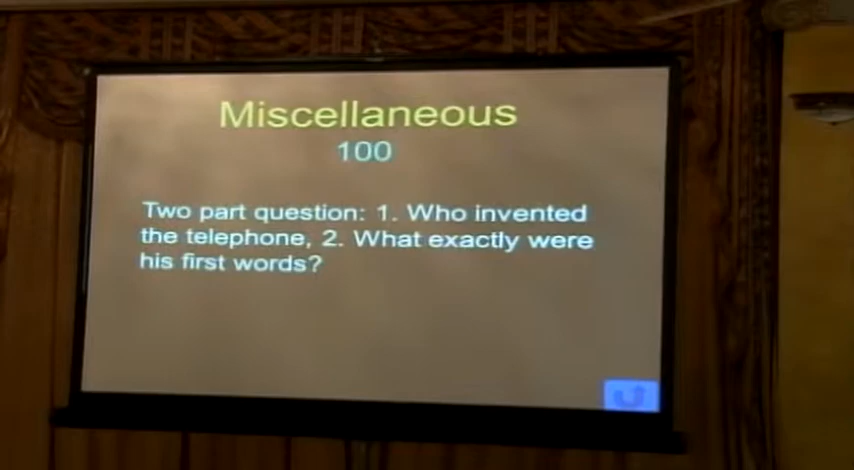 Miscellaneous
100
Two part question: 1. Who invented
the telephone, 2. What exactly were
his first words?